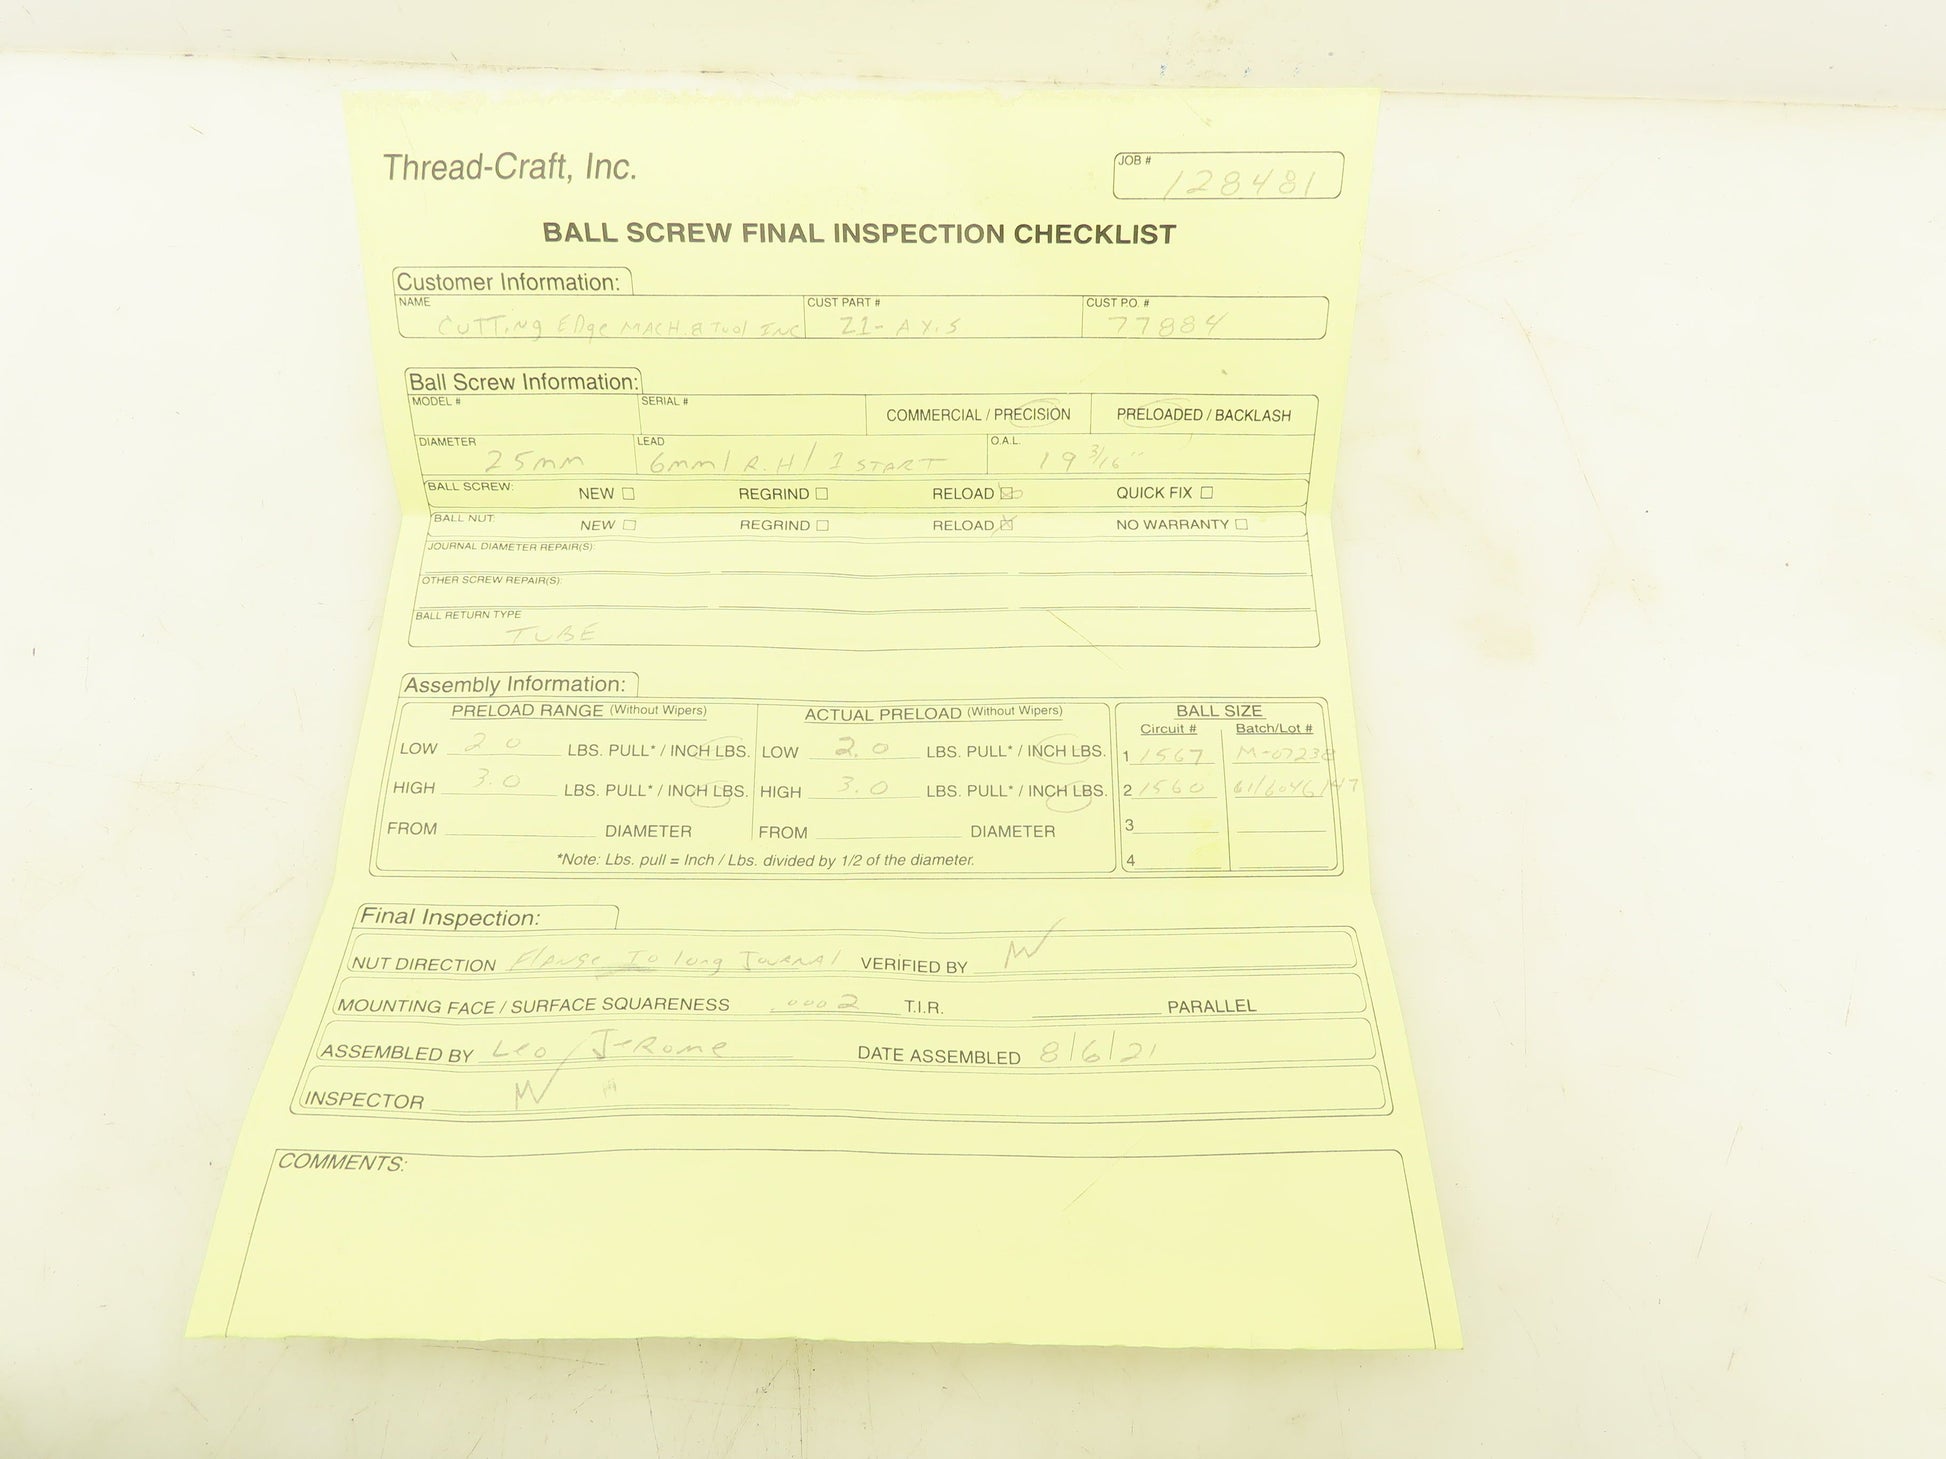 Thread-Craft, Inc.
JOB #
128481
BALL SCREW FINAL INSPECTION CHECKLIST
Customer Information:
NAME CUST PART # CUST P.O. #
CUTTiNg EDge MACH. & Tool INC Z1- AXiS 77884
Ball Screw Information:
MODEL # SERIAL # COMMERCIAL / PRECISION PRELOADED / BACKLASH
DIAMETER LEAD O.A.L.
25mm 6mm / R.H / 1 START 19 3/16"
BALL SCREW: NEW ☐ REGRIND ☐ RELOAD ☒ QUICK FIX ☐
BALL NUT: NEW ☐ REGRIND ☐ RELOAD ☒ NO WARRANTY ☐
JOURNAL DIAMETER REPAIR(S):
OTHER SCREW REPAIR(S):
BALL RETURN TYPE
TUBE
Assembly Information:
PRELOAD RANGE (Without Wipers) ACTUAL PRELOAD (Without Wipers) BALL SIZE
Circuit # Batch/Lot #
LOW 2.0 LBS. PULL* / INCH LBS. LOW 2.0 LBS. PULL* / INCH LBS. 1 1567 M-07238
HIGH 3.0 LBS. PULL* / INCH LBS. HIGH 3.0 LBS. PULL* / INCH LBS. 2 1560 61/6046/47
FROM DIAMETER FROM DIAMETER 3
*Note: Lbs. pull = Inch / Lbs. divided by 1/2 of the diameter. 4
Final Inspection:
NUT DIRECTION FlANge To long JOURNAl VERIFIED BY
MOUNTING FACE / SURFACE SQUARENESS .0002 T.I.R. PARALLEL
ASSEMBLED BY Leo / JeRome DATE ASSEMBLED 8/6/21
INSPECTOR
COMMENTS: